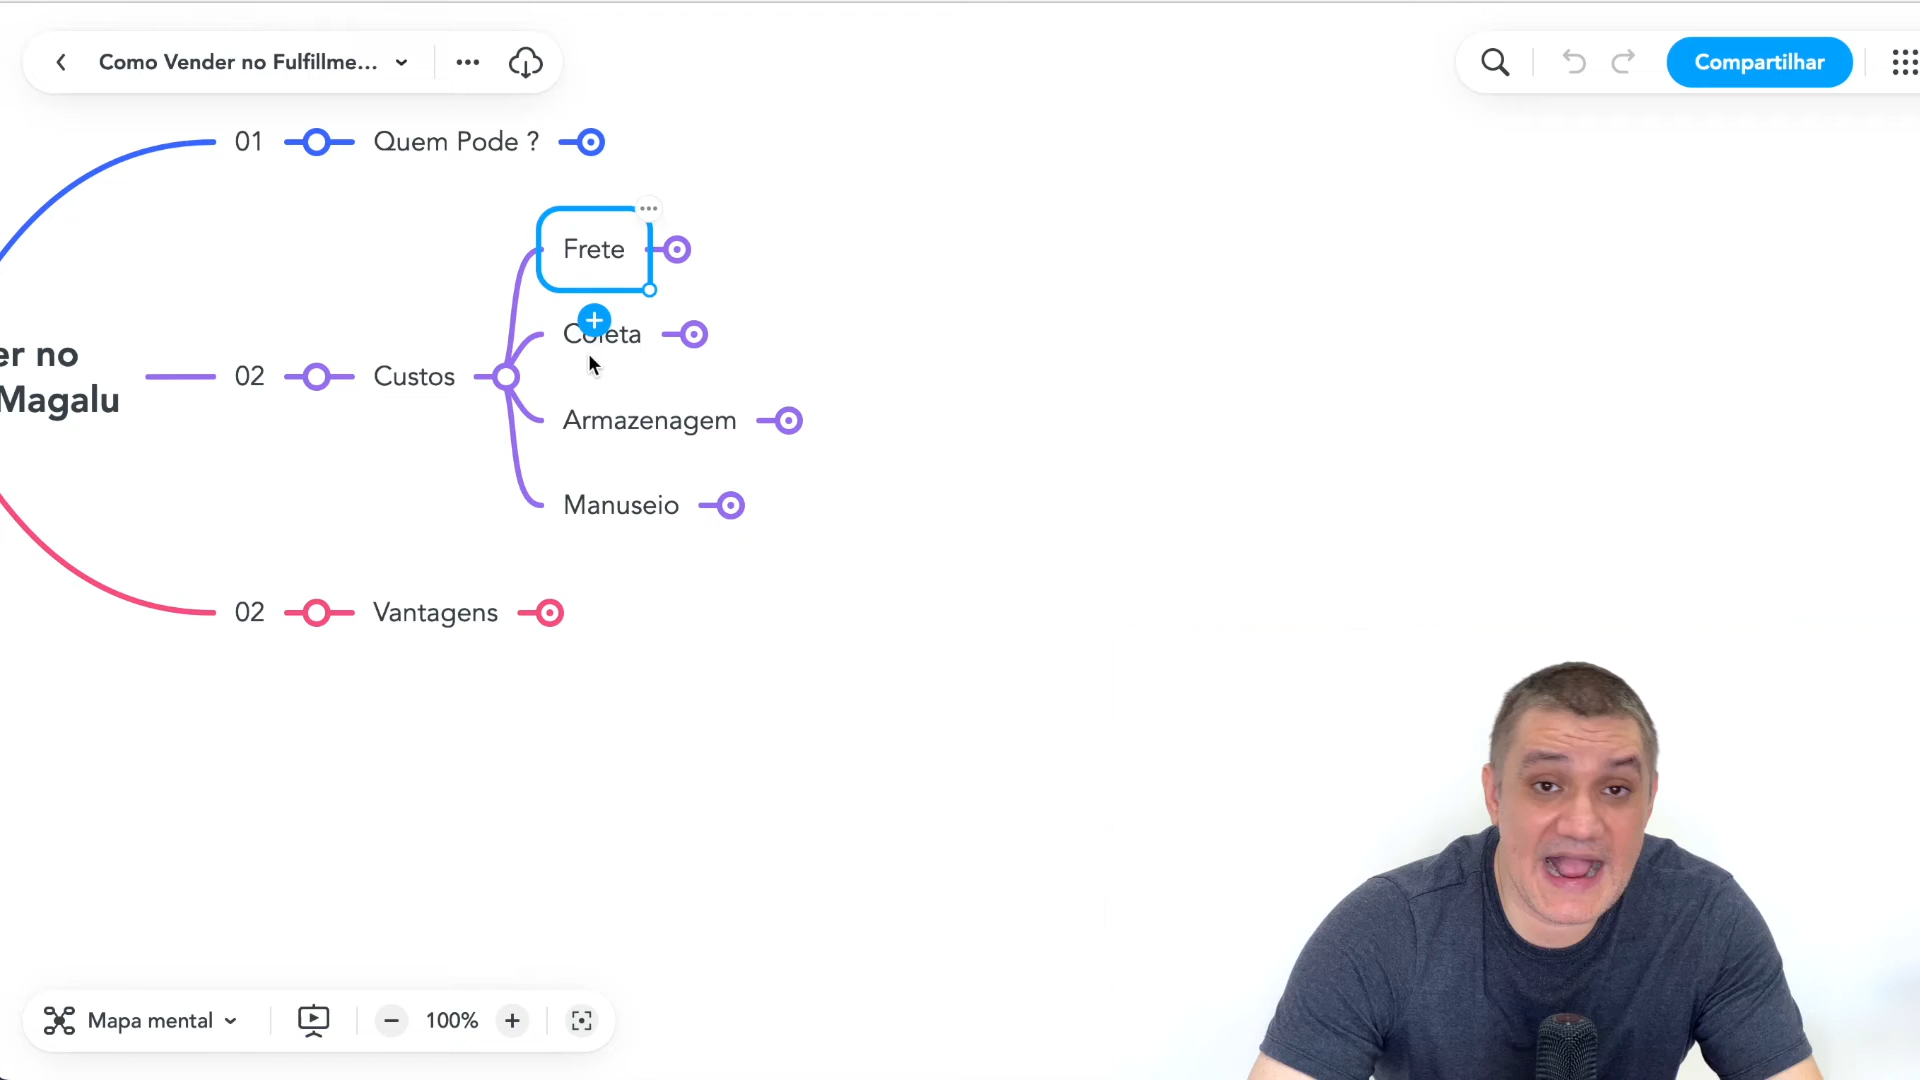 Como Vender no Fulfillme...
Compartilhar
01
Quem Pode ?
Frete
Coleta
er no
Magalu
02
Custos
Armazenagem
Manuseio
02
Vantagens
Mapa mental
100%